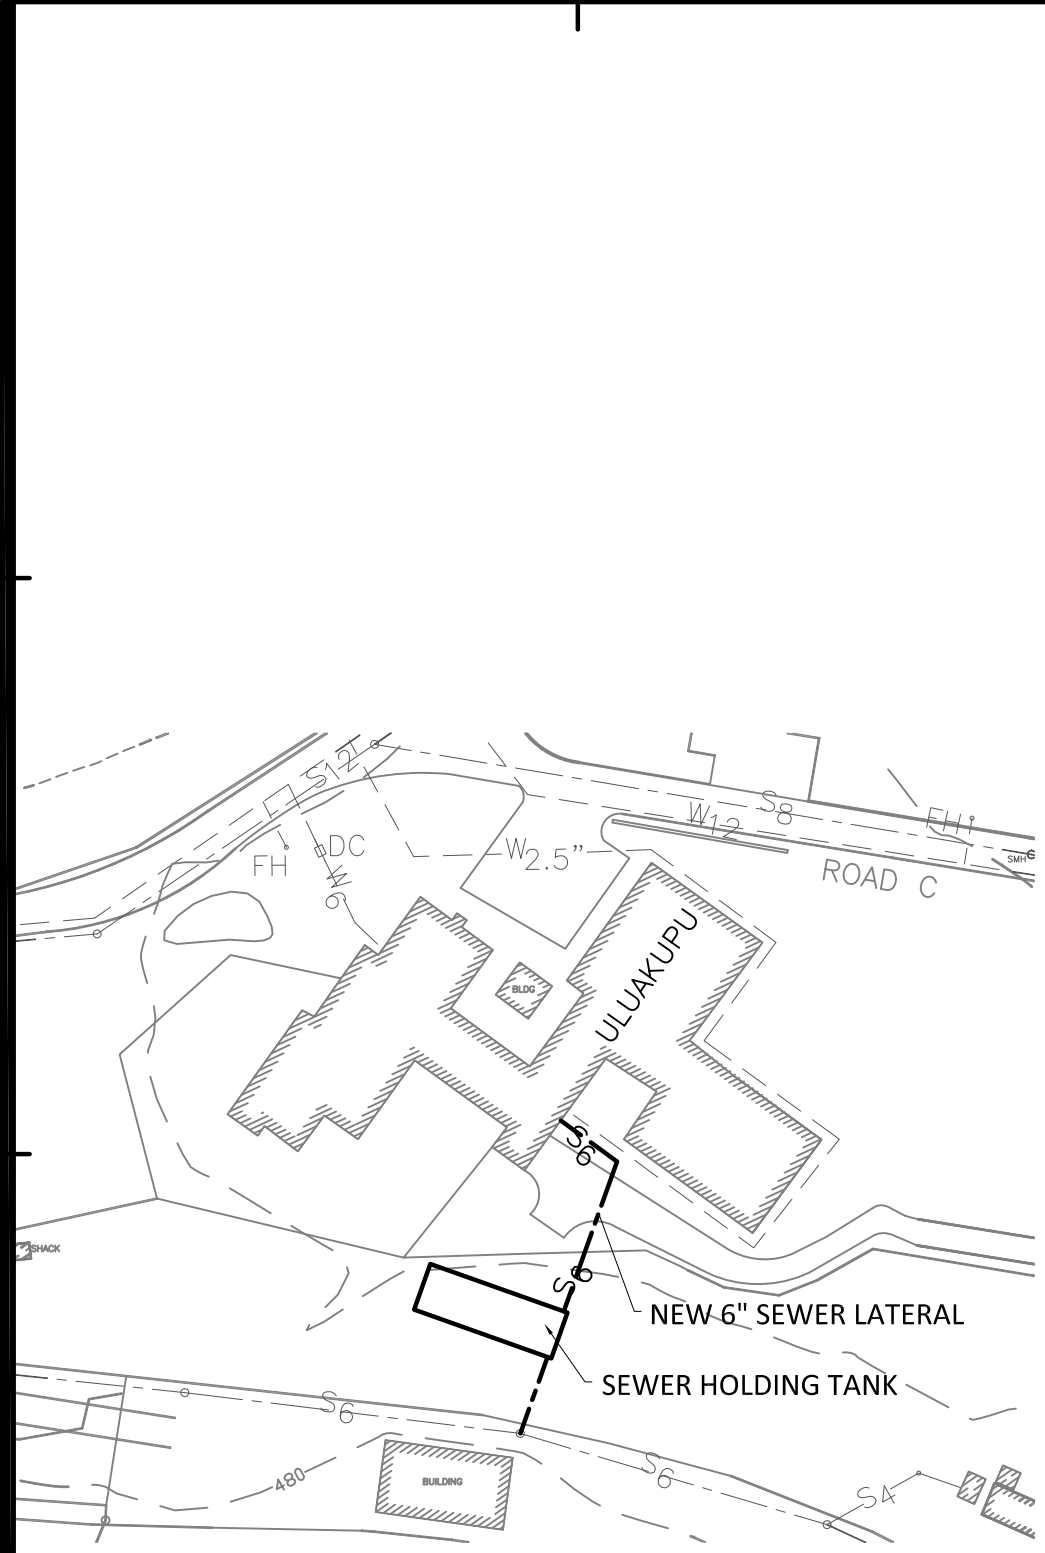 S12
S8
W12
FH
SMH
DC
FH
W6
W2.5"
ROAD C
ULUAKUPU
BLDG
S6
SHACK
S6
NEW 6" SEWER LATERAL
SEWER HOLDING TANK
S6
S6
480
BUILDING
S4